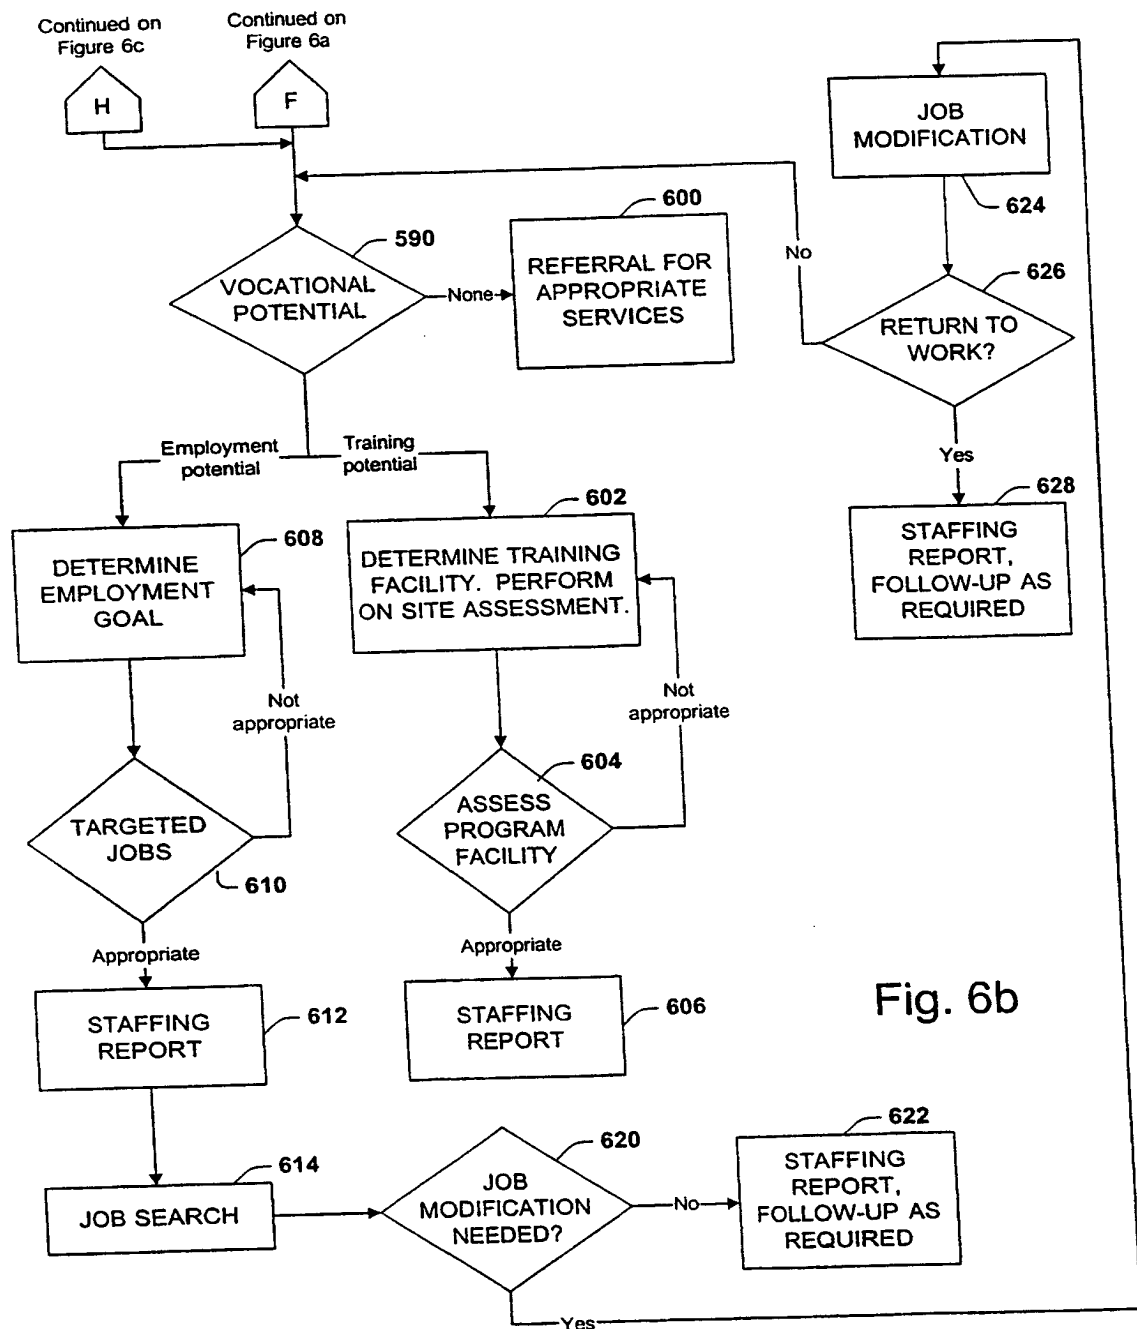 Continued on
Figure 6c
Continued on
Figure 6a
H
F
JOB
MODIFICATION
624
600
590
VOCATIONAL
POTENTIAL
None
REFERRAL FOR
APPROPRIATE
SERVICES
No
626
RETURN TO
WORK?
Yes
628
STAFFING
REPORT,
FOLLOW-UP AS
REQUIRED
Employment
potential
Training
potential
608
DETERMINE
EMPLOYMENT
GOAL
602
DETERMINE TRAINING
FACILITY. PERFORM
ON SITE ASSESSMENT.
Not
appropriate
Not
appropriate
TARGETED
JOBS
610
604
ASSESS
PROGRAM
FACILITY
Appropriate
Appropriate
STAFFING
REPORT
612
STAFFING
REPORT
606
Fig. 6b
614
JOB SEARCH
620
JOB
MODIFICATION
NEEDED?
No
622
STAFFING
REPORT,
FOLLOW-UP AS
REQUIRED
Yes